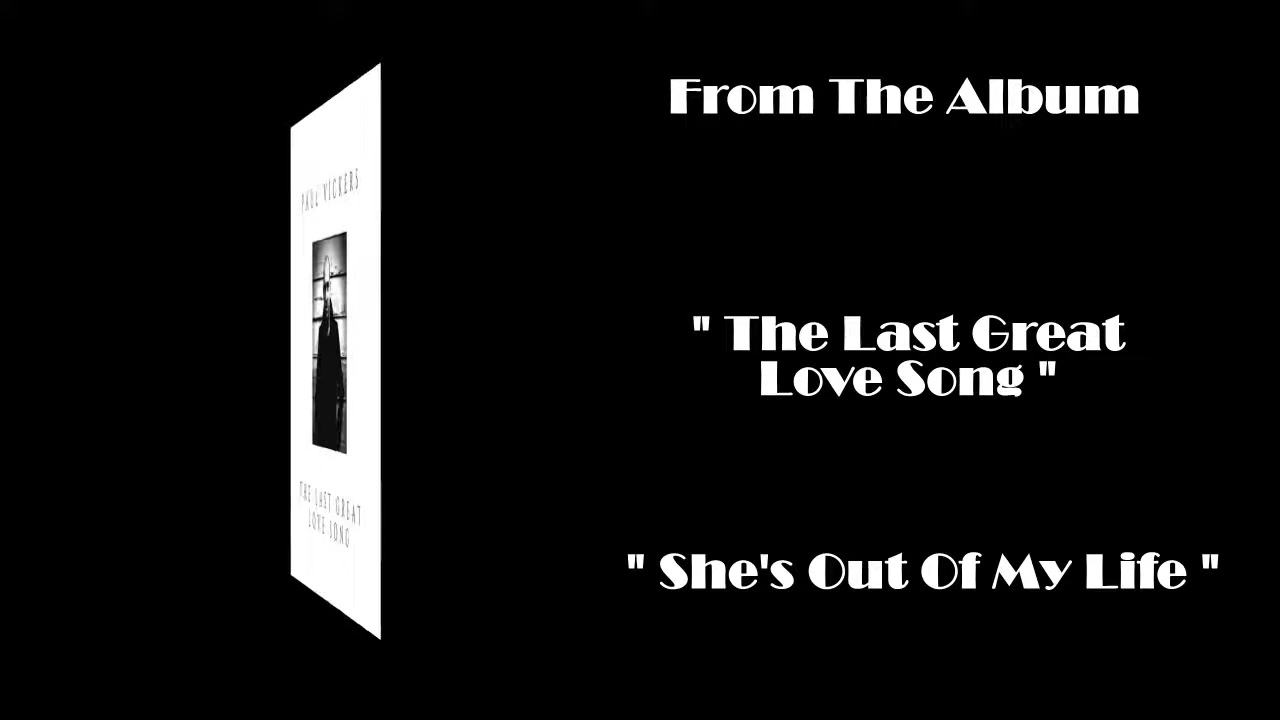 PAUL VICKERS
THE LAST GREAT
LOVE SONG
From The Album
" The Last Great
Love Song "
" She's Out Of My Life "